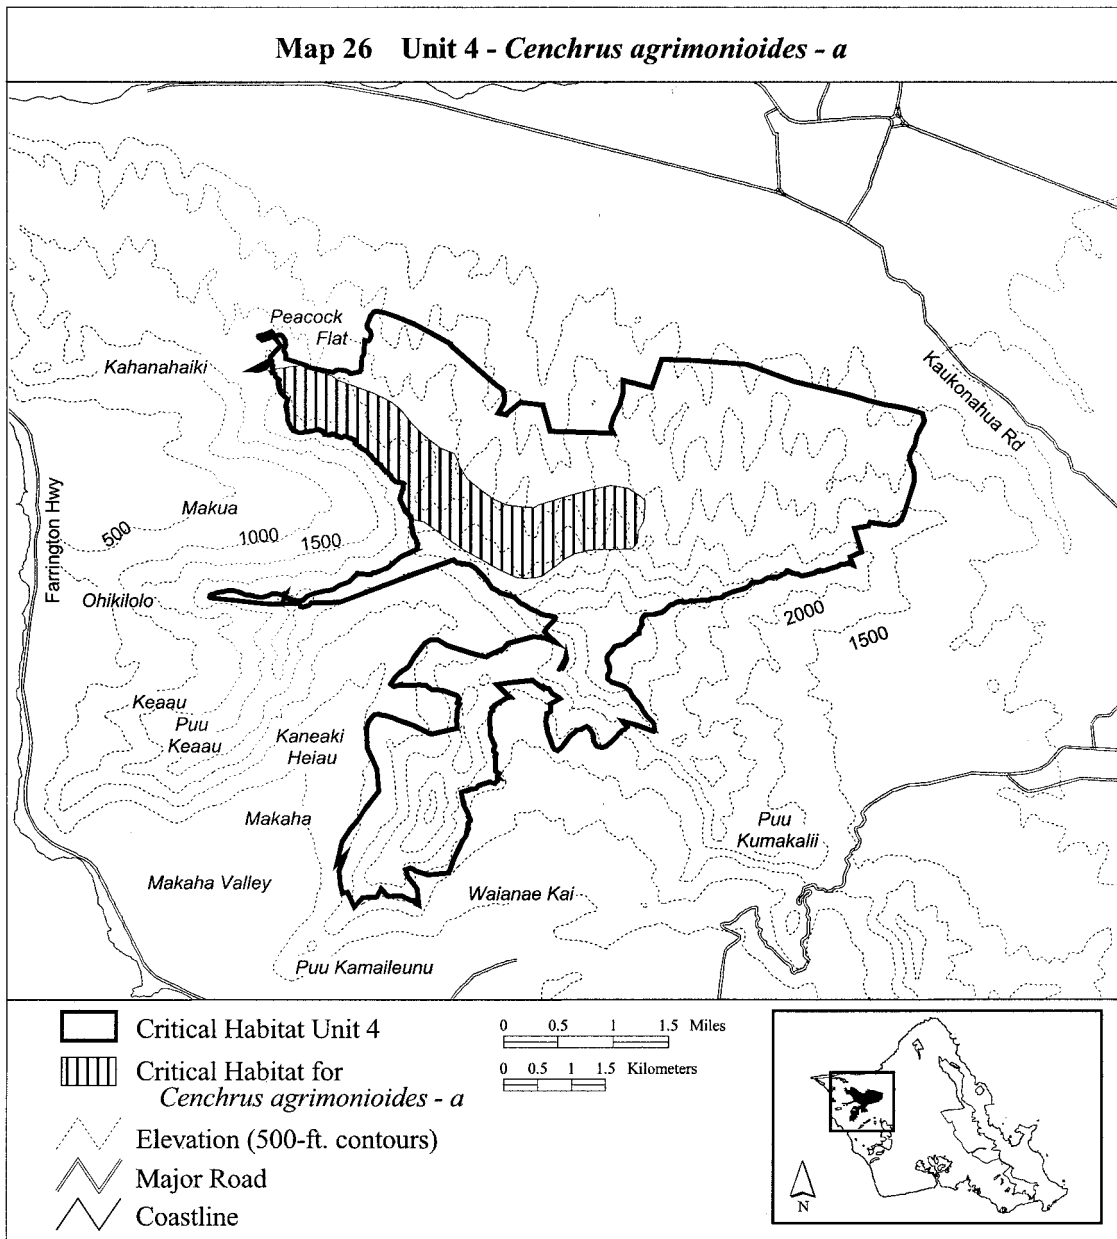 Map 26 Unit 4 - Cenchrus agrimonioides - a
Peacock
Flat
Kahanahaiki
Kaukonahua Rd
Farrington Hwy
Makua
500
1000
1500
Ohikilolo
2000
1500
Keaau
Puu
Keaau
Kaneaki
Heiau
Makaha
Puu
Kumakalii
Makaha Valley
Waianae Kai
Puu Kamaileunu
Critical Habitat Unit 4
Critical Habitat for
Cenchrus agrimonioides - a
Elevation (500-ft. contours)
Major Road
Coastline
0 0.5 1 1.5 Miles
0 0.5 1 1.5 Kilometers
N